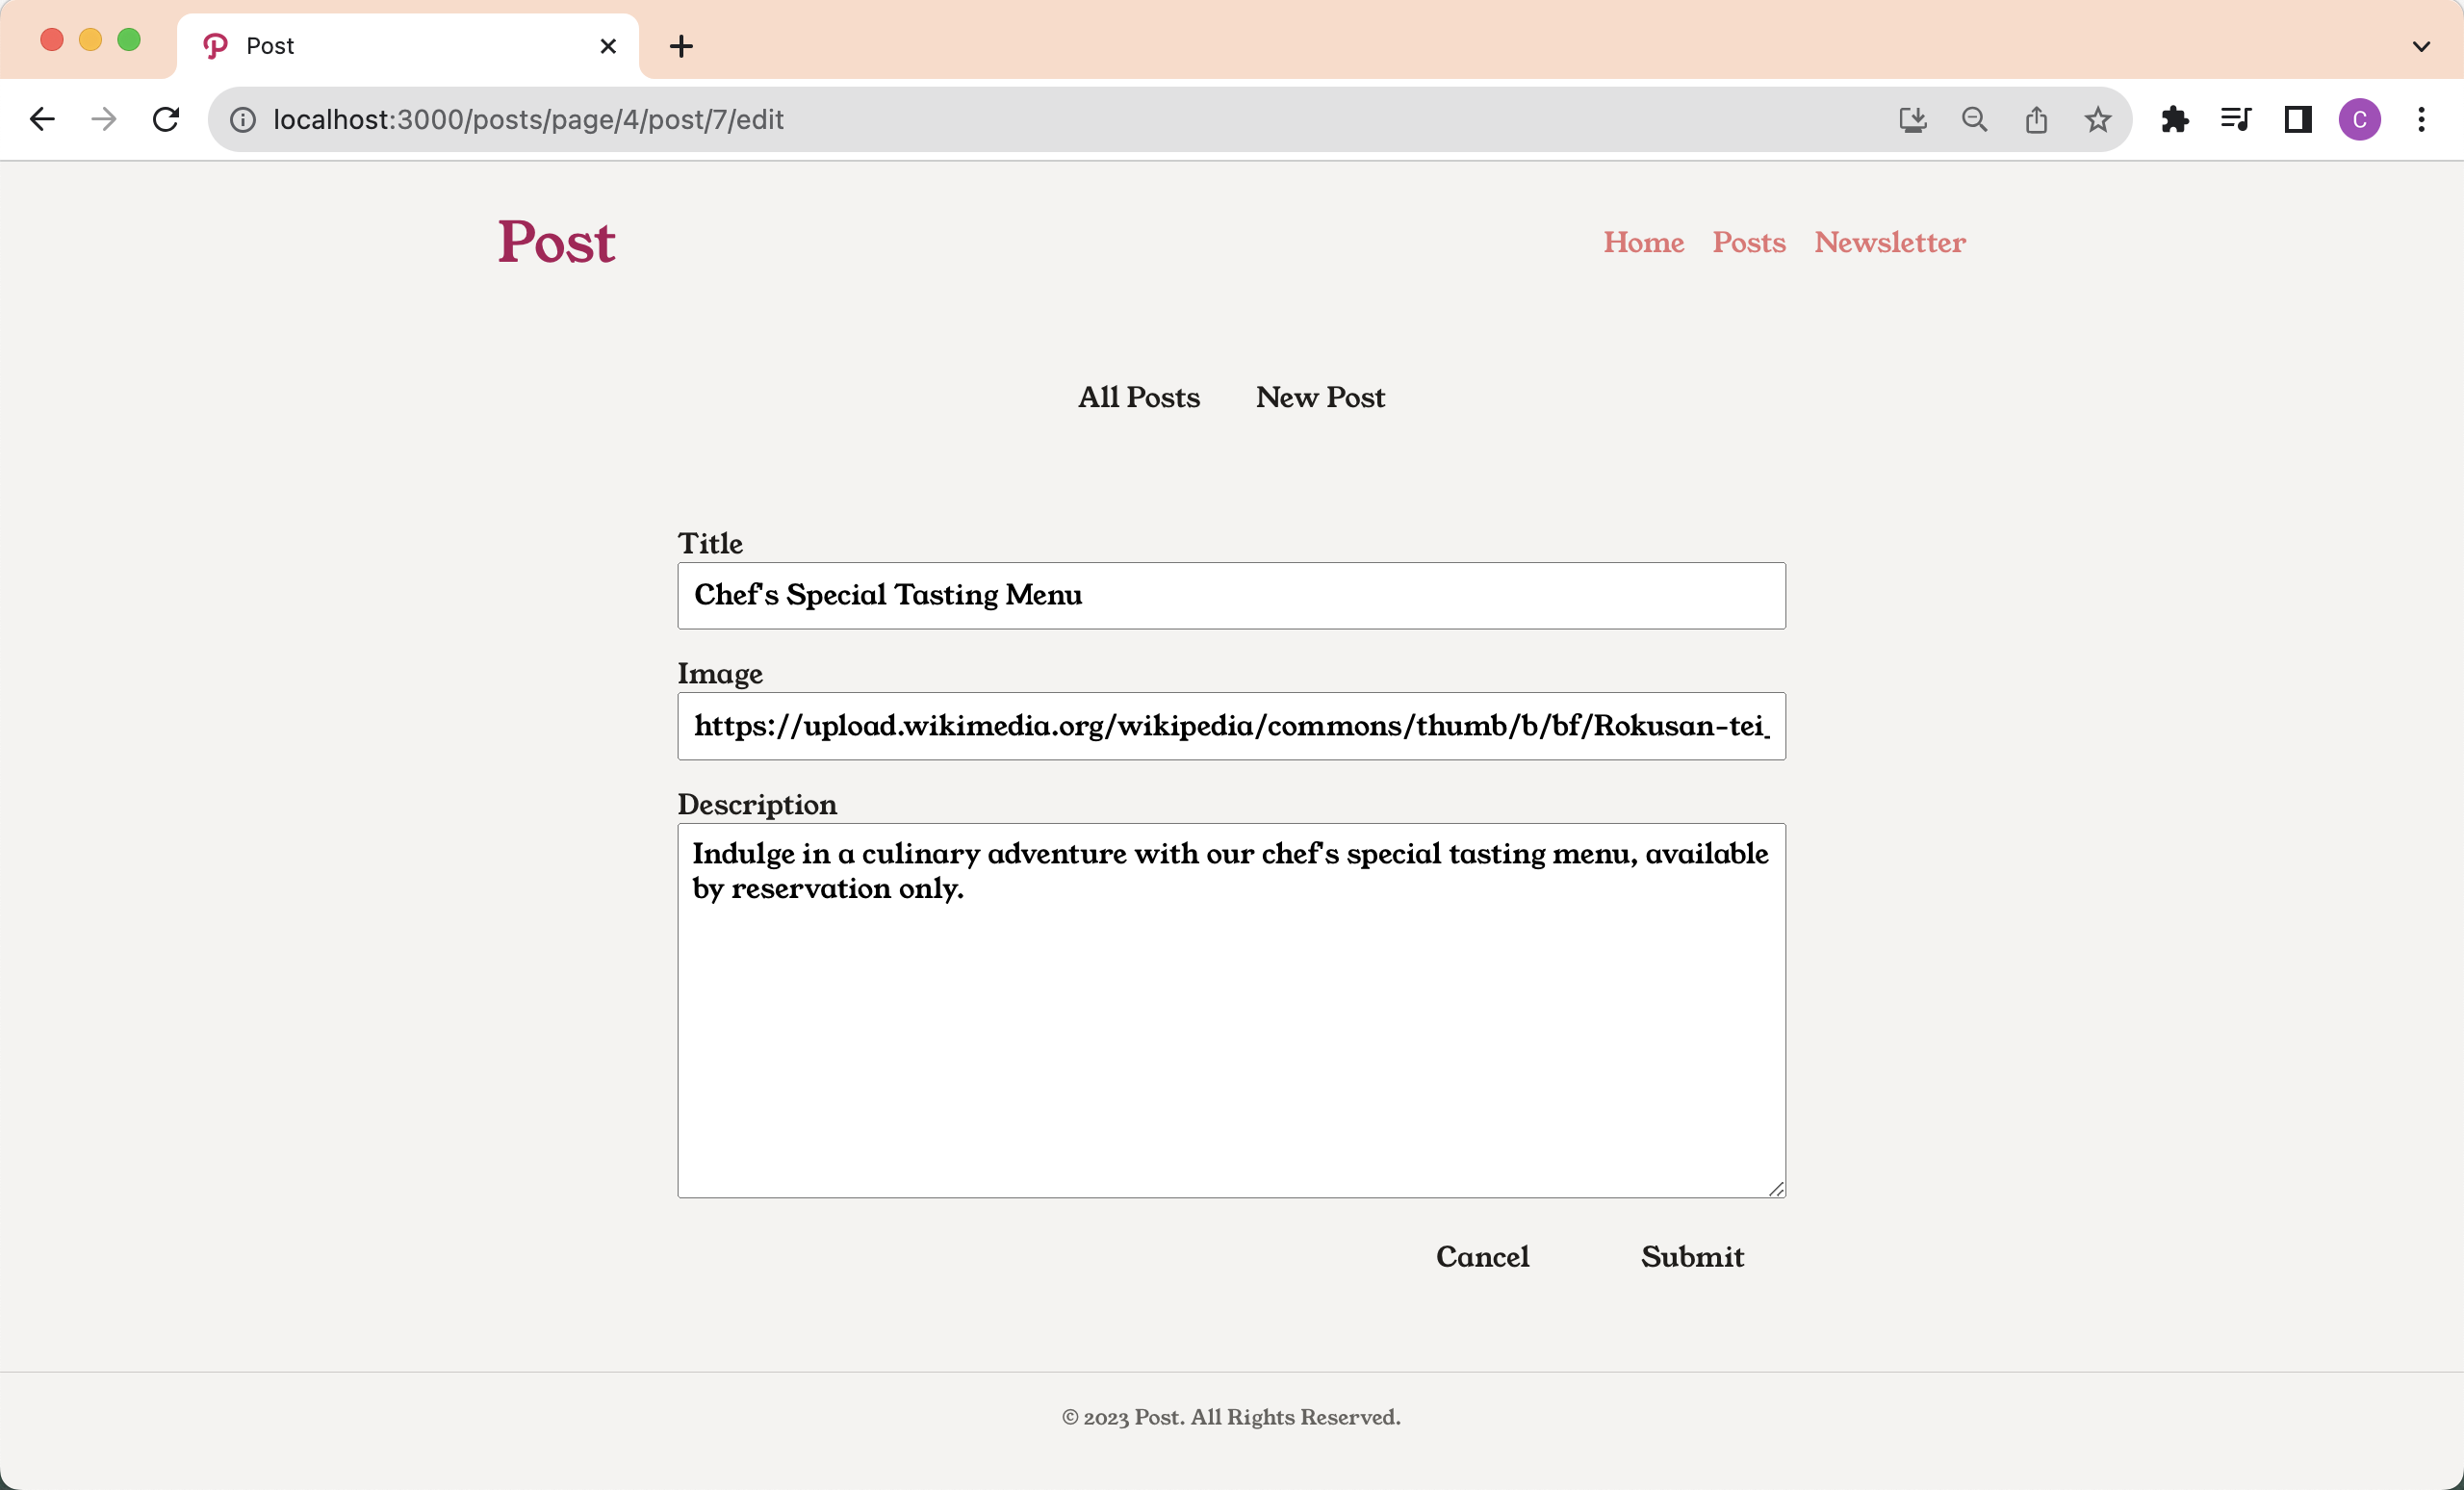 Post
localhost:3000/posts/page/4/post/7/edit
C
Post
Home Posts Newsletter
All Posts New Post
Title
Chef's Special Tasting Menu
Image
https://upload.wikimedia.org/wikipedia/commons/thumb/b/bf/Rokusan-tei_
Description
Indulge in a culinary adventure with our chef's special tasting menu, available
by reservation only.
Cancel Submit
© 2023 Post. All Rights Reserved.